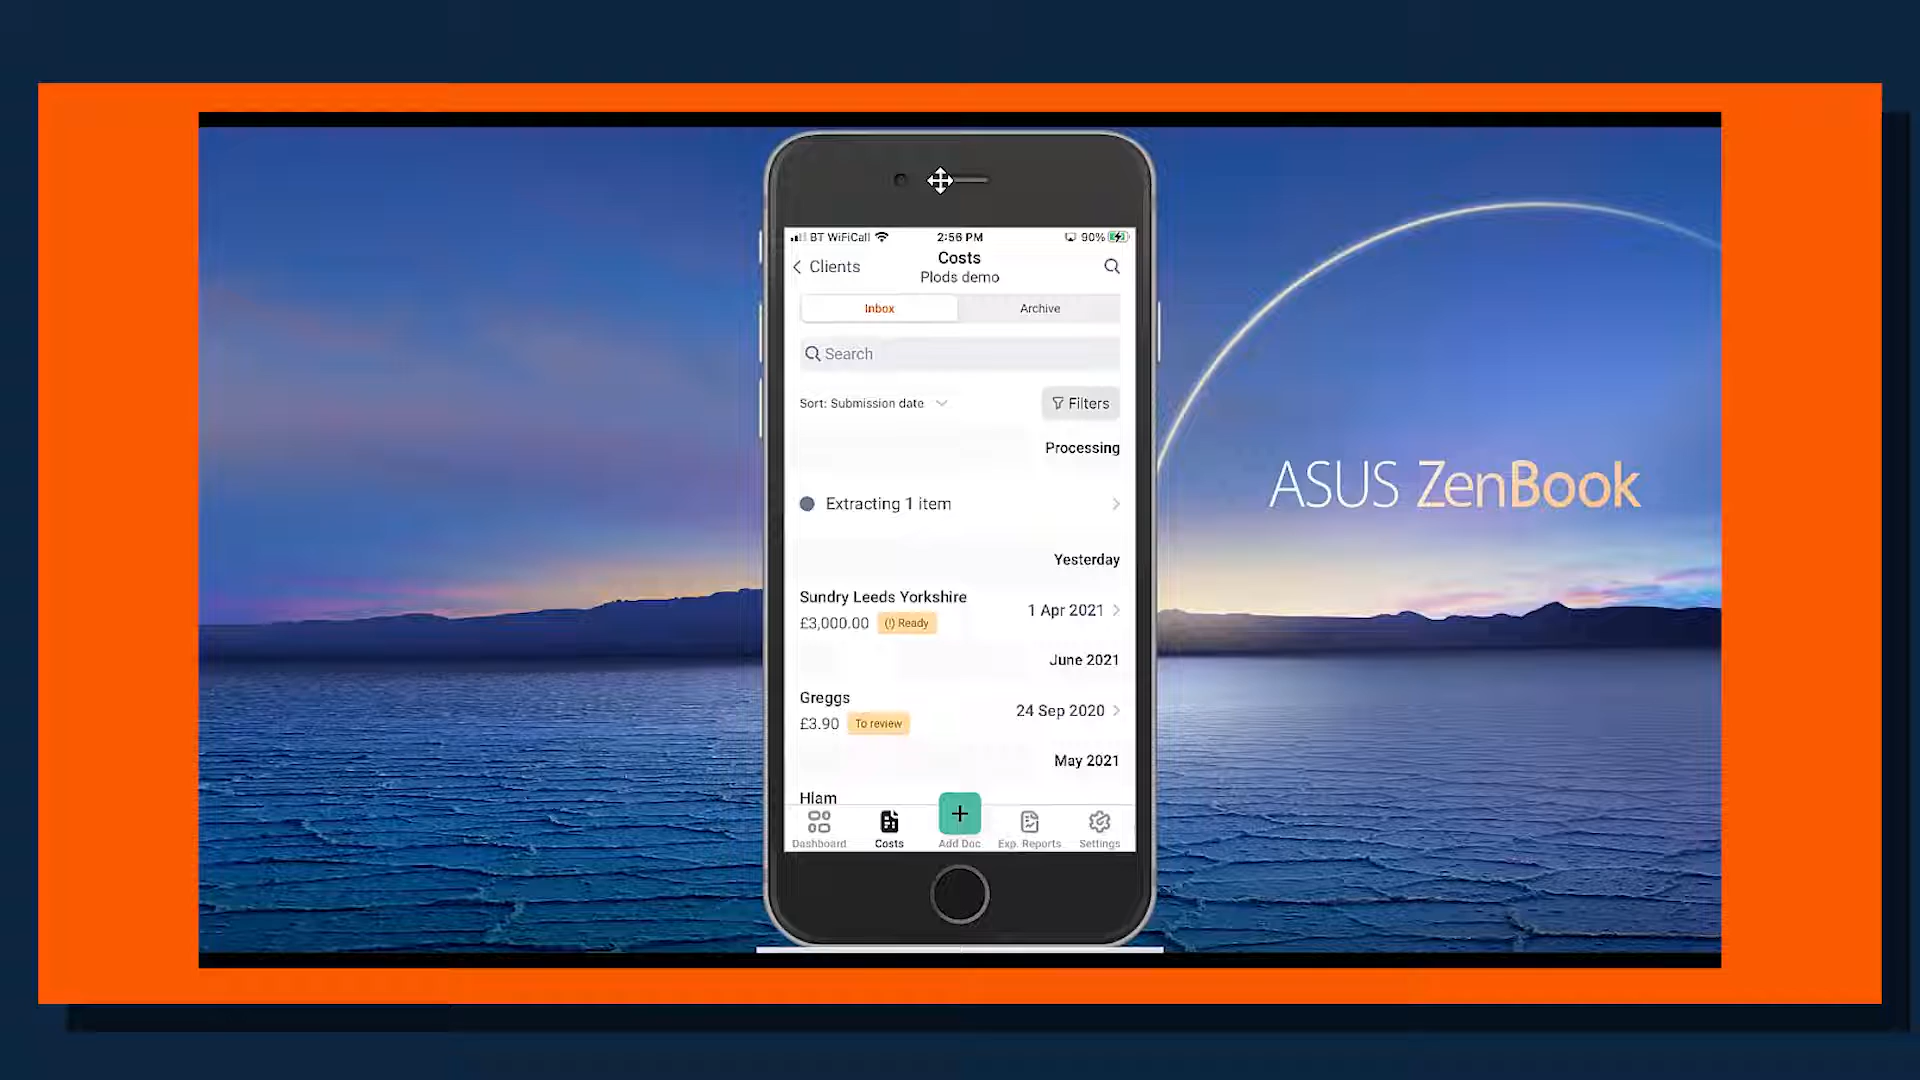 BT WiFiCall
2:56 PM
90%
Clients
Costs
Plods demo
Inbox
Archive
Search
Sort: Submission date
Filters
Processing
Extracting 1 item
Yesterday
Sundry Leeds Yorkshire
£3,000.00
(!) Ready
1 Apr 2021
June 2021
Greggs
£3.90
To review
24 Sep 2020
May 2021
Hlam
Dashboard
Costs
Add Doc
Exp. Reports
Settings
ASUS ZenBook